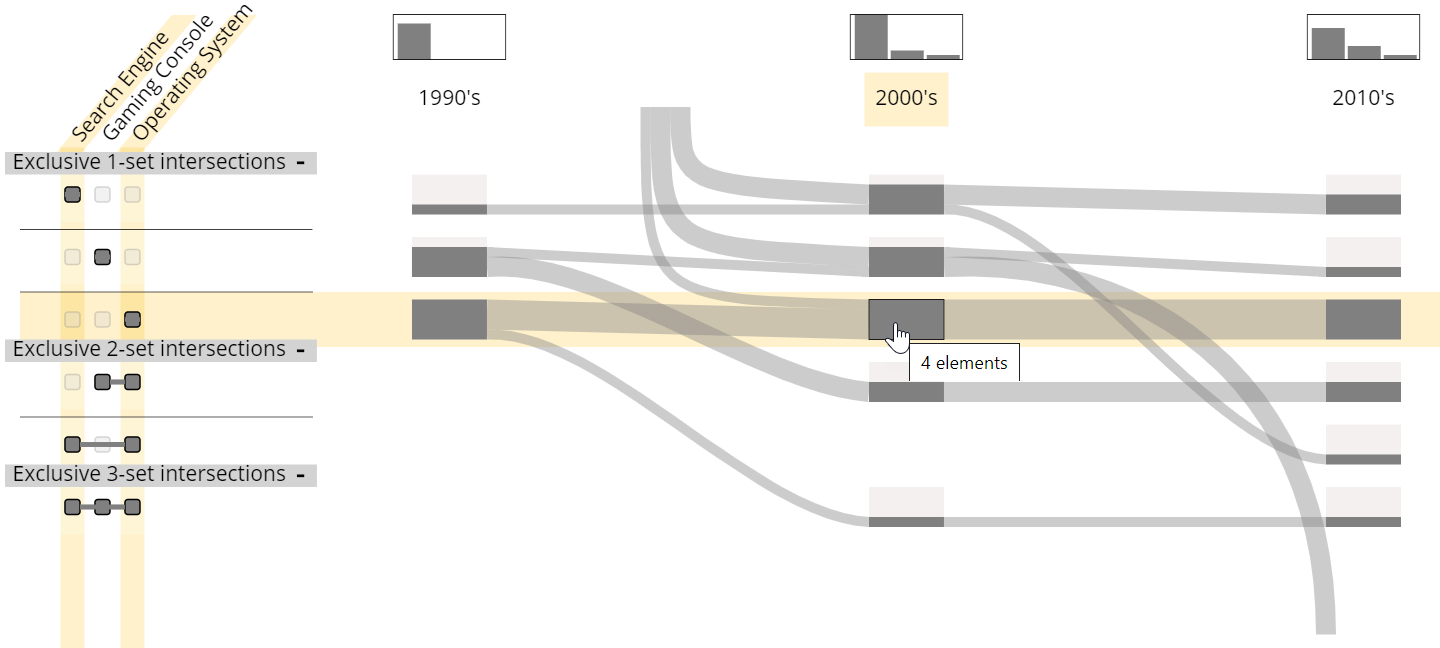 Search Engine
Gaming Console
Operating System
1990's
2000's
2010's
Exclusive 1-set intersections -
Exclusive 2-set intersections -
4 elements
Exclusive 3-set intersections -